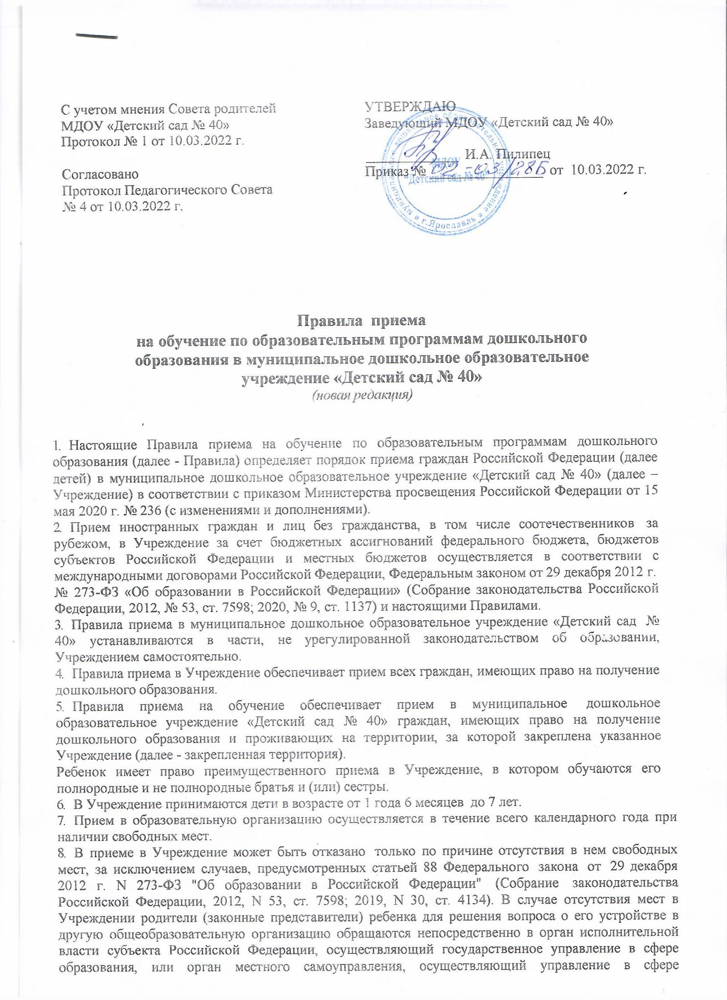 С учетом мнения Совета родителей
МДОУ «Детский сад № 40»
Протокол № 1 от 10.03.2022 г.
Согласовано
Протокол Педагогического Совета
№ 4 от 10.03.2022 г.
УТВЕРЖДАЮ
Заведующий МДОУ «Детский сад № 40»
И.А. Пилипец
Приказ № 02-03/28Б от 10.03.2022 г.
муниципальное дошкольное образовательное учреждение * г.Ярославль *
МДОУ
"Детский сад № 40"
Правила приема
на обучение по образовательным программам дошкольного
образования в муниципальное дошкольное образовательное
учреждение «Детский сад № 40»
(новая редакция)
1. Настоящие Правила приема на обучение по образовательным программам дошкольного
образования (далее - Правила) определяет порядок приема граждан Российской Федерации (далее
детей) в муниципальное дошкольное образовательное учреждение «Детский сад № 40» (далее –
Учреждение) в соответствии с приказом Министерства просвещения Российской Федерации от 15
мая 2020 г. № 236 (с изменениями и дополнениями).
2. Прием иностранных граждан и лиц без гражданства, в том числе соотечественников за
рубежом, в Учреждение за счет бюджетных ассигнований федерального бюджета, бюджетов
субъектов Российской Федерации и местных бюджетов осуществляется в соответствии с
международными договорами Российской Федерации, Федеральным законом от 29 декабря 2012 г.
№ 273-ФЗ «Об образовании в Российской Федерации» (Собрание законодательства Российской
Федерации, 2012, № 53, ст. 7598; 2020, № 9, ст. 1137) и настоящими Правилами.
3. Правила приема в муниципальное дошкольное образовательное учреждение «Детский сад №
40» устанавливаются в части, не урегулированной законодательством об образовании,
Учреждением самостоятельно.
4. Правила приема в Учреждение обеспечивает прием всех граждан, имеющих право на получение
дошкольного образования.
5. Правила приема на обучение обеспечивает прием в муниципальное дошкольное
образовательное учреждение «Детский сад № 40» граждан, имеющих право на получение
дошкольного образования и проживающих на территории, за которой закреплена указанное
Учреждение (далее - закрепленная территория).
Ребенок имеет право преимущественного приема в Учреждение, в котором обучаются его
полнородные и не полнородные братья и (или) сестры.
6. В Учреждение принимаются дети в возрасте от 1 года 6 месяцев до 7 лет.
7. Прием в образовательную организацию осуществляется в течение всего календарного года при
наличии свободных мест.
8. В приеме в Учреждение может быть отказано только по причине отсутствия в нем свободных
мест, за исключением случаев, предусмотренных статьей 88 Федерального закона от 29 декабря
2012 г. N 273-ФЗ "Об образовании в Российской Федерации" (Собрание законодательства
Российской Федерации, 2012, N 53, ст. 7598; 2019, N 30, ст. 4134). В случае отсутствия мест в
Учреждении родители (законные представители) ребенка для решения вопроса о его устройстве в
другую общеобразовательную организацию обращаются непосредственно в орган исполнительной
власти субъекта Российской Федерации, осуществляющий государственное управление в сфере
образования, или орган местного самоуправления, осуществляющий управление в сфере